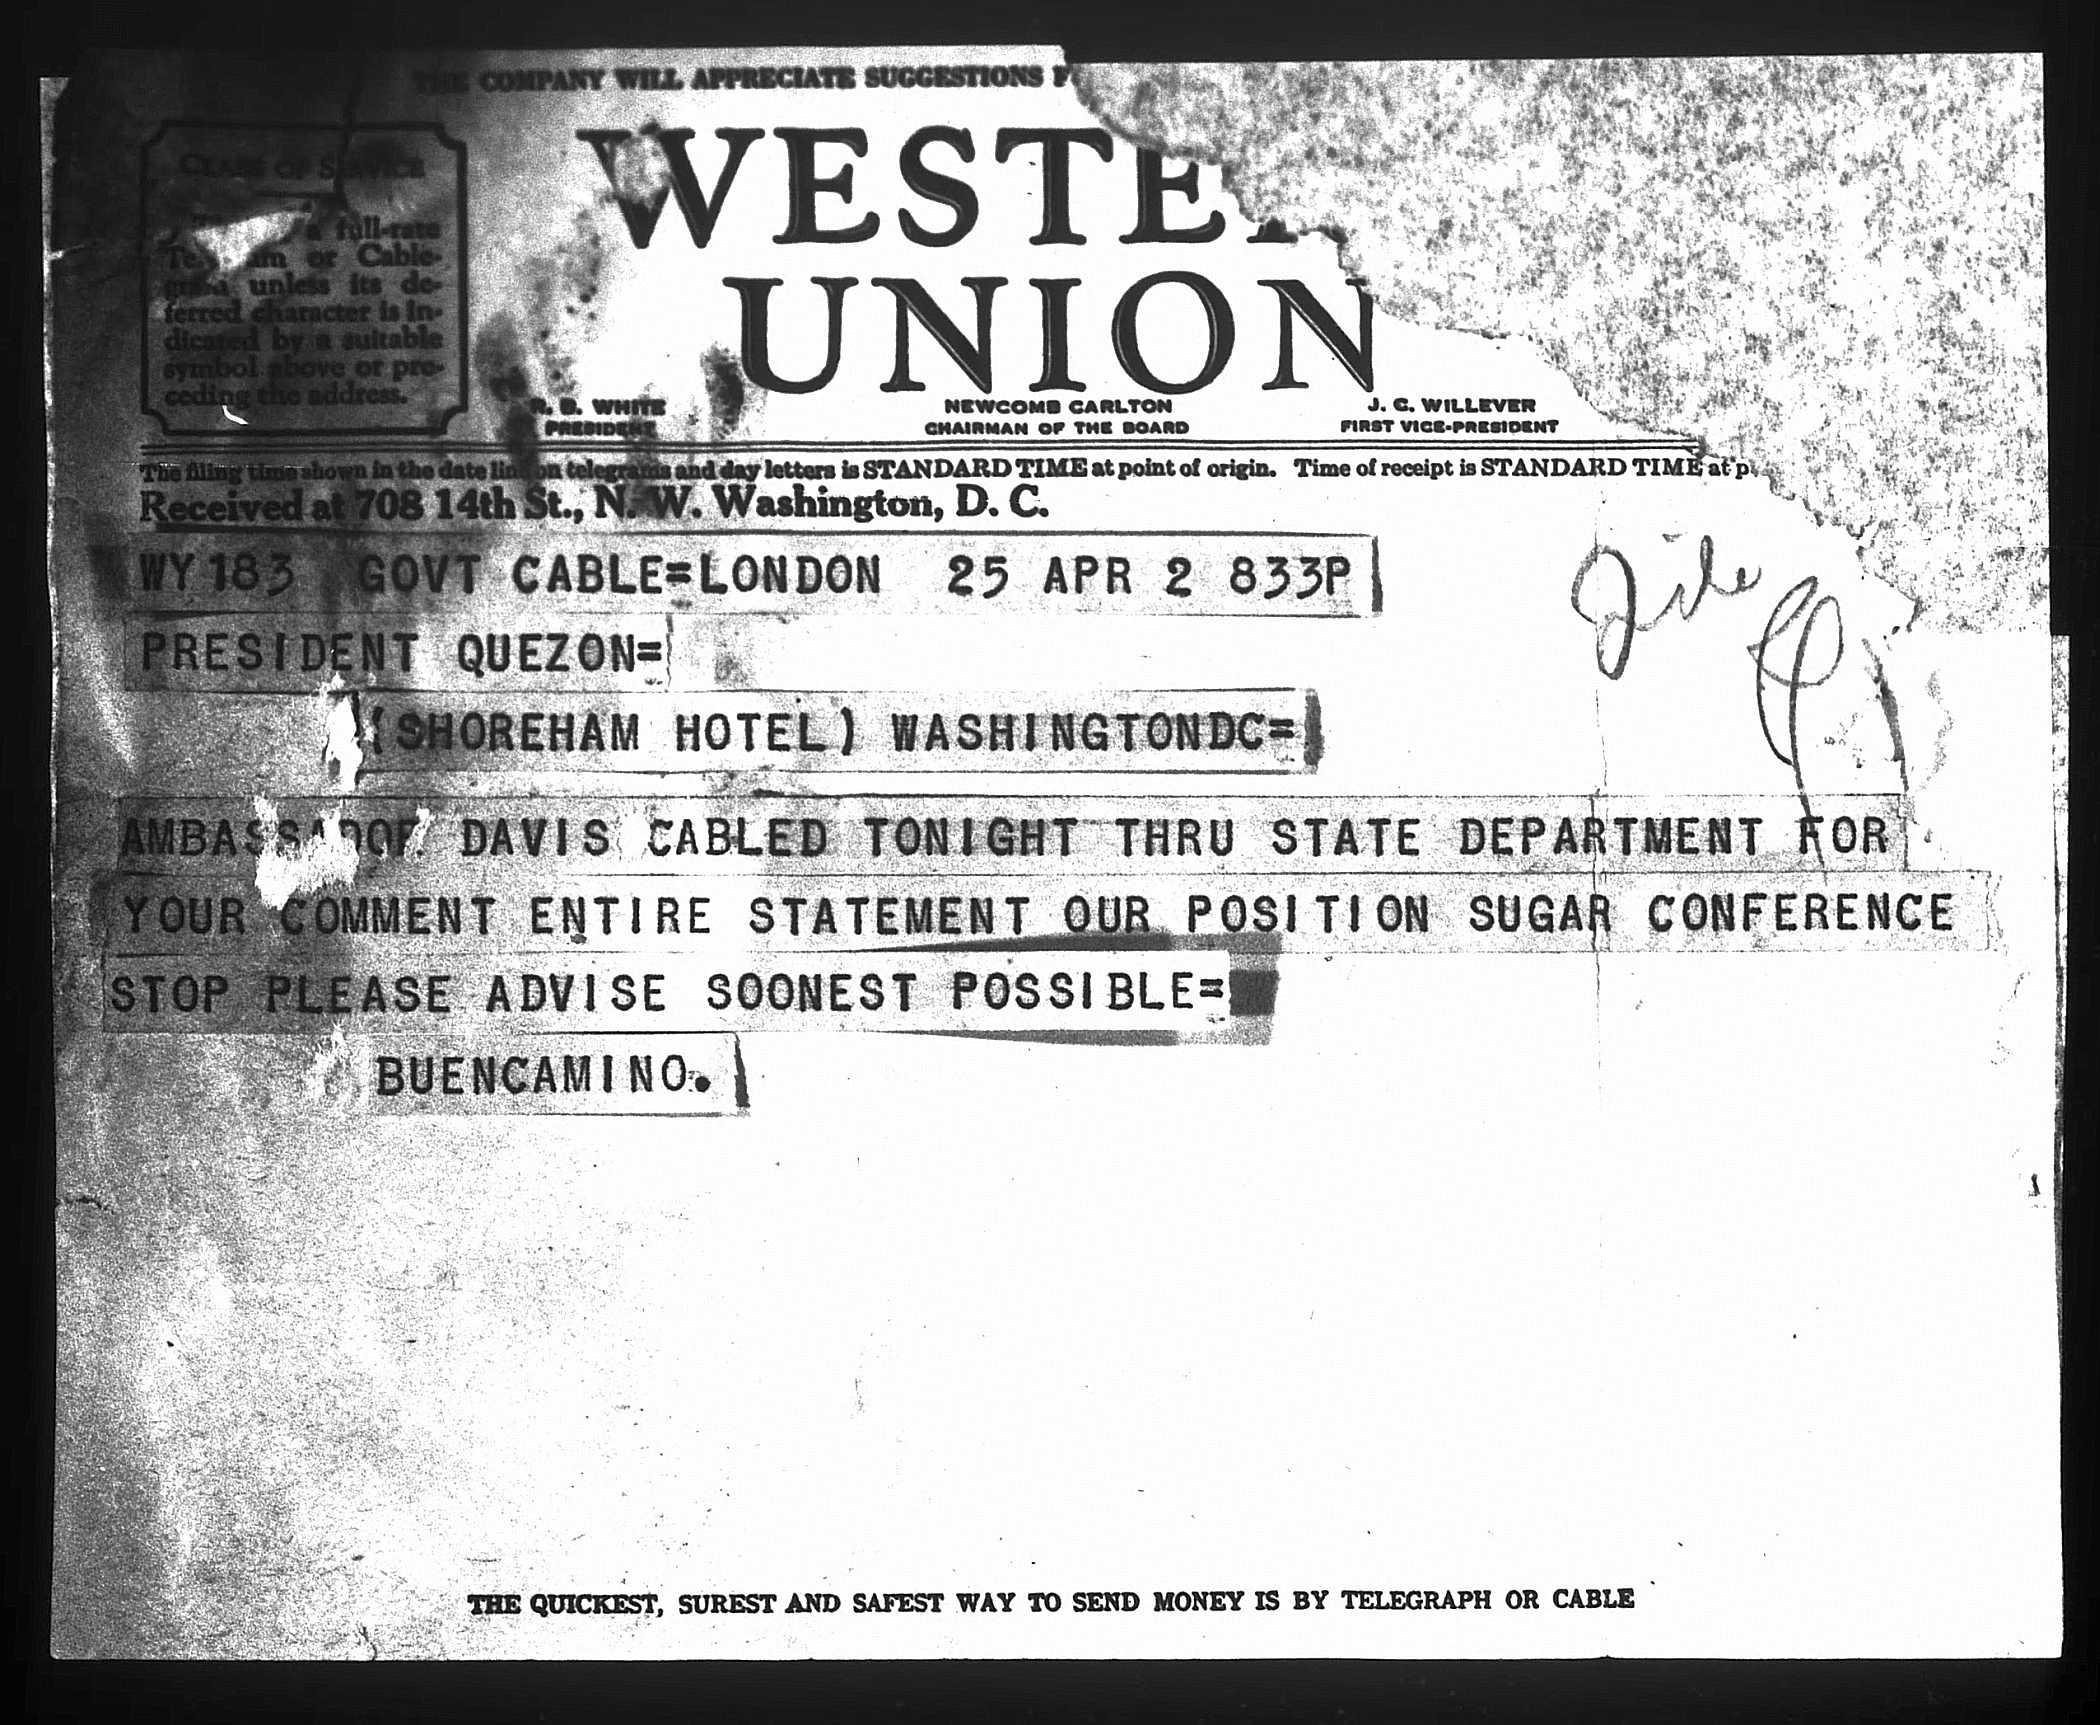 THE COMPANY WILL APPRECIATE SUGGESTIONS
WESTE
UNION
CLASS OF SERVICE
a full-rate
or Cable-
unless its de-
ferred character is in-
dicated by a suitable
symbol above or pre-
ceding the address.
R. B. WHITE
PRESIDENT
NEWCOMB CARLTON
CHAIRMAN OF THE BOARD
J. C. WILLEVER
FIRST VICE-PRESIDENT
The filing time shown in the date line on telegrams and day letters is STANDARD TIME at point of origin. Time of receipt is STANDARD TIME at p
Received at 708 14th St., N. W. Washington, D. C.
WY183 GOVT CABLE=LONDON 25 APR 2 833P
File
PRESIDENT QUEZON=
(SHOREHAM HOTEL) WASHINGTONDC=
AMBASSADOR DAVIS CABLED TONIGHT THRU STATE DEPARTMENT FOR
YOUR COMMENT ENTIRE STATEMENT OUR POSITION SUGAR CONFERENCE
STOP PLEASE ADVISE SOONEST POSSIBLE=
BUENCAMINO.
THE QUICKEST, SUREST AND SAFEST WAY TO SEND MONEY IS BY TELEGRAPH OR CABLE